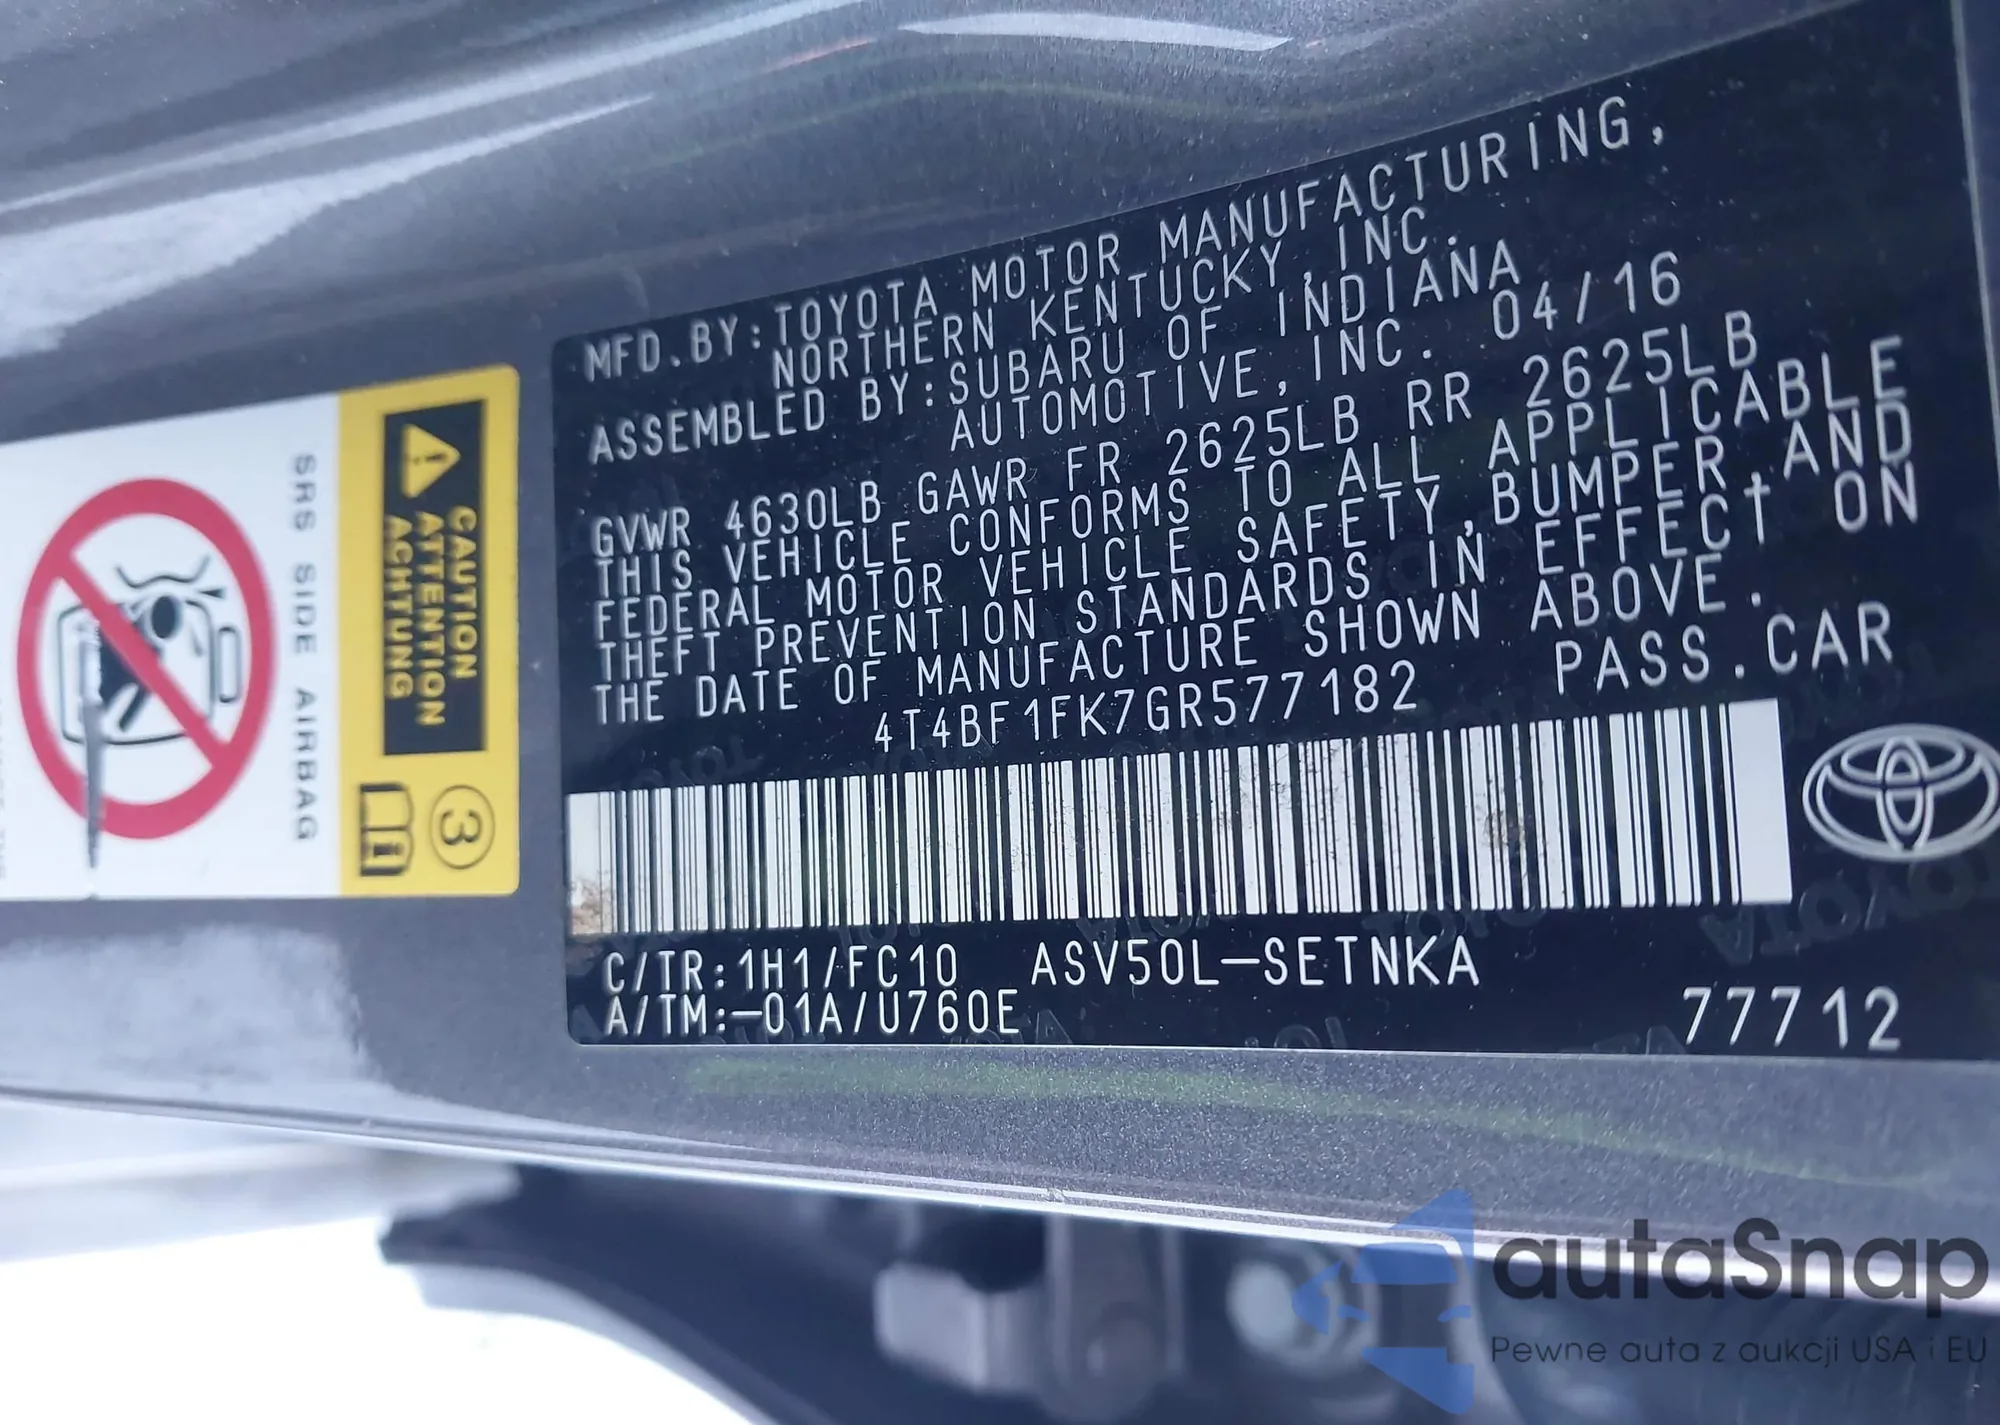 MFD.BY:TOYOTA MOTOR MANUFACTURING,
NORTHERN KENTUCKY, INC.
ASSEMBLED BY:SUBARU OF INDIANA
AUTOMOTIVE, INC. 04/16
GVWR 4630LB GAWR FR 2625LB RR 2625LB
THIS VEHICLE CONFORMS TO ALL APPLICABLE
FEDERAL MOTOR VEHICLE SAFETY,BUMPER,AND
THEFT PREVENTION STANDARDS IN EFFECT ON
THE DATE OF MANUFACTURE SHOWN ABOVE.
4T4BF1FK7GR577182 PASS.CAR
C/TR:1H1/FC10 ASV50L-SETNKA
A/TM:-01A/U760E 77712
CAUTION
ATTENTION
ACHTUNG
3
SRS SIDE AIRBAG
autaSnap
Pewne auta z aukcji USA i EU